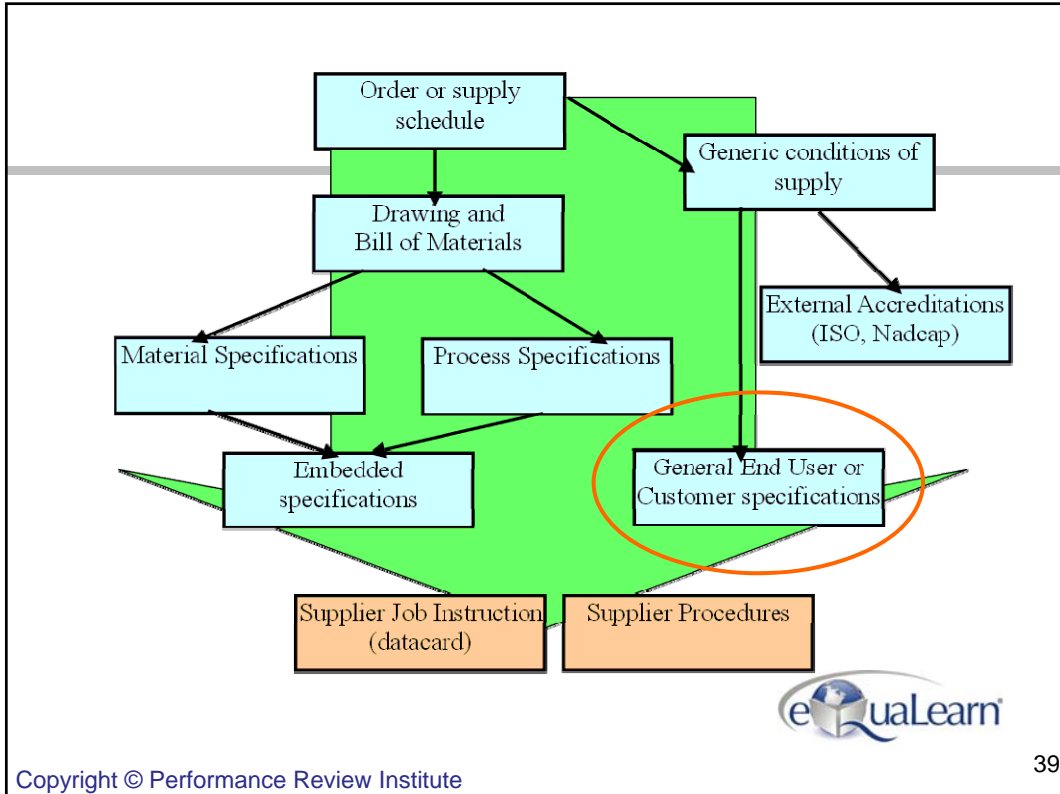 Order or supply
schedule
Generic conditions of
supply
Drawing and
Bill of Materials
External Accreditations
(ISO, Nadcap)
Material Specifications
Process Specifications
Embedded
specifications
General End User or
Customer specifications
Supplier Job Instruction
(datacard)
Supplier Procedures
eQuaLearn
Copyright © Performance Review Institute
39